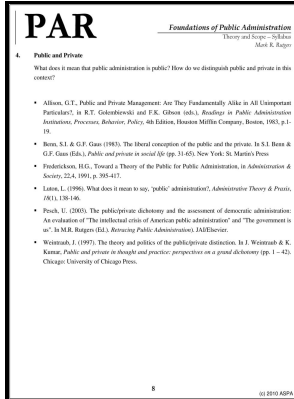 PAR
Foundations of Public Administration
Theory and Scope – Syllabus
Mark R. Rutgers
4. Public and Private
What does it mean that public administration is public? How do we distinguish public and private in this
context?
▪ Allison, G.T., Public and Private Management: Are They Fundamentally Alike in All Unimportant
Particulars?, in R.T. Golembiewski and F.K. Gibson (eds.), Readings in Public Administration
Institutions, Processes, Behavior, Policy, 4th Edition, Houston Mifflin Company, Boston, 1983, p.1-
19.
▪ Benn, S.I. & G.F. Gaus (1983). The liberal conception of the public and the private. In S.I. Benn &
G.F. Gaus (Eds.), Public and private in social life (pp. 31-65). New York: St. Martin's Press
▪ Frederickson, H.G., Toward a Theory of the Public for Public Administration, in Administration &
Society, 22,4, 1991, p. 395-417.
▪ Luton, L. (1996). What does it mean to say, 'public' administration?, Administrative Theory & Praxis,
18(1), 138-146.
▪ Pesch, U. (2003). The public/private dichotomy and the assessment of democratic administration:
An evaluation of "The intellectual crisis of American public administration" and "The government is
us". In M.R. Rutgers (Ed.). Retracing Public Administration). JAI/Elsevier.
▪ Weintraub, J. (1997). The theory and politics of the public/private distinction. In J. Weintraub & K.
Kumar, Public and private in thought and practice; perspectives on a grand dichotomy (pp. 1 – 42).
Chicago: University of Chicago Press.
8
(c) 2010 ASPA